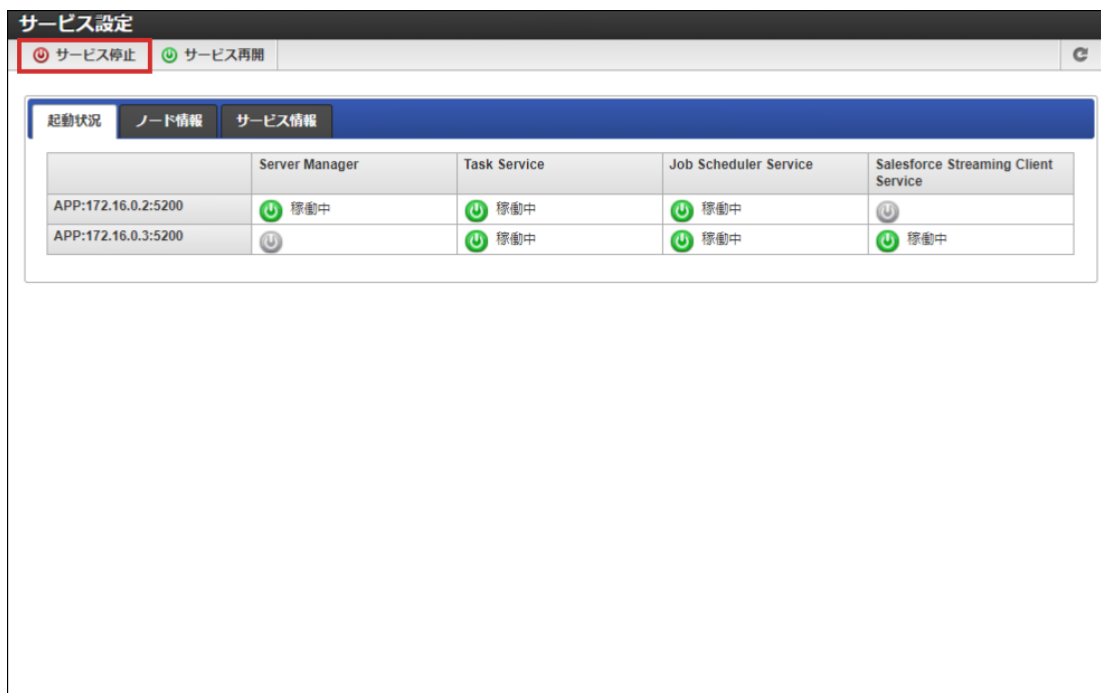 サービス設定
サービス停止 サービス再開
起動状況 ノード情報 サービス情報
Server Manager Task Service Job Scheduler Service Salesforce Streaming Client Service
APP:172.16.0.2:5200 稼働中 稼働中 稼働中
APP:172.16.0.3:5200 稼働中 稼働中 稼働中